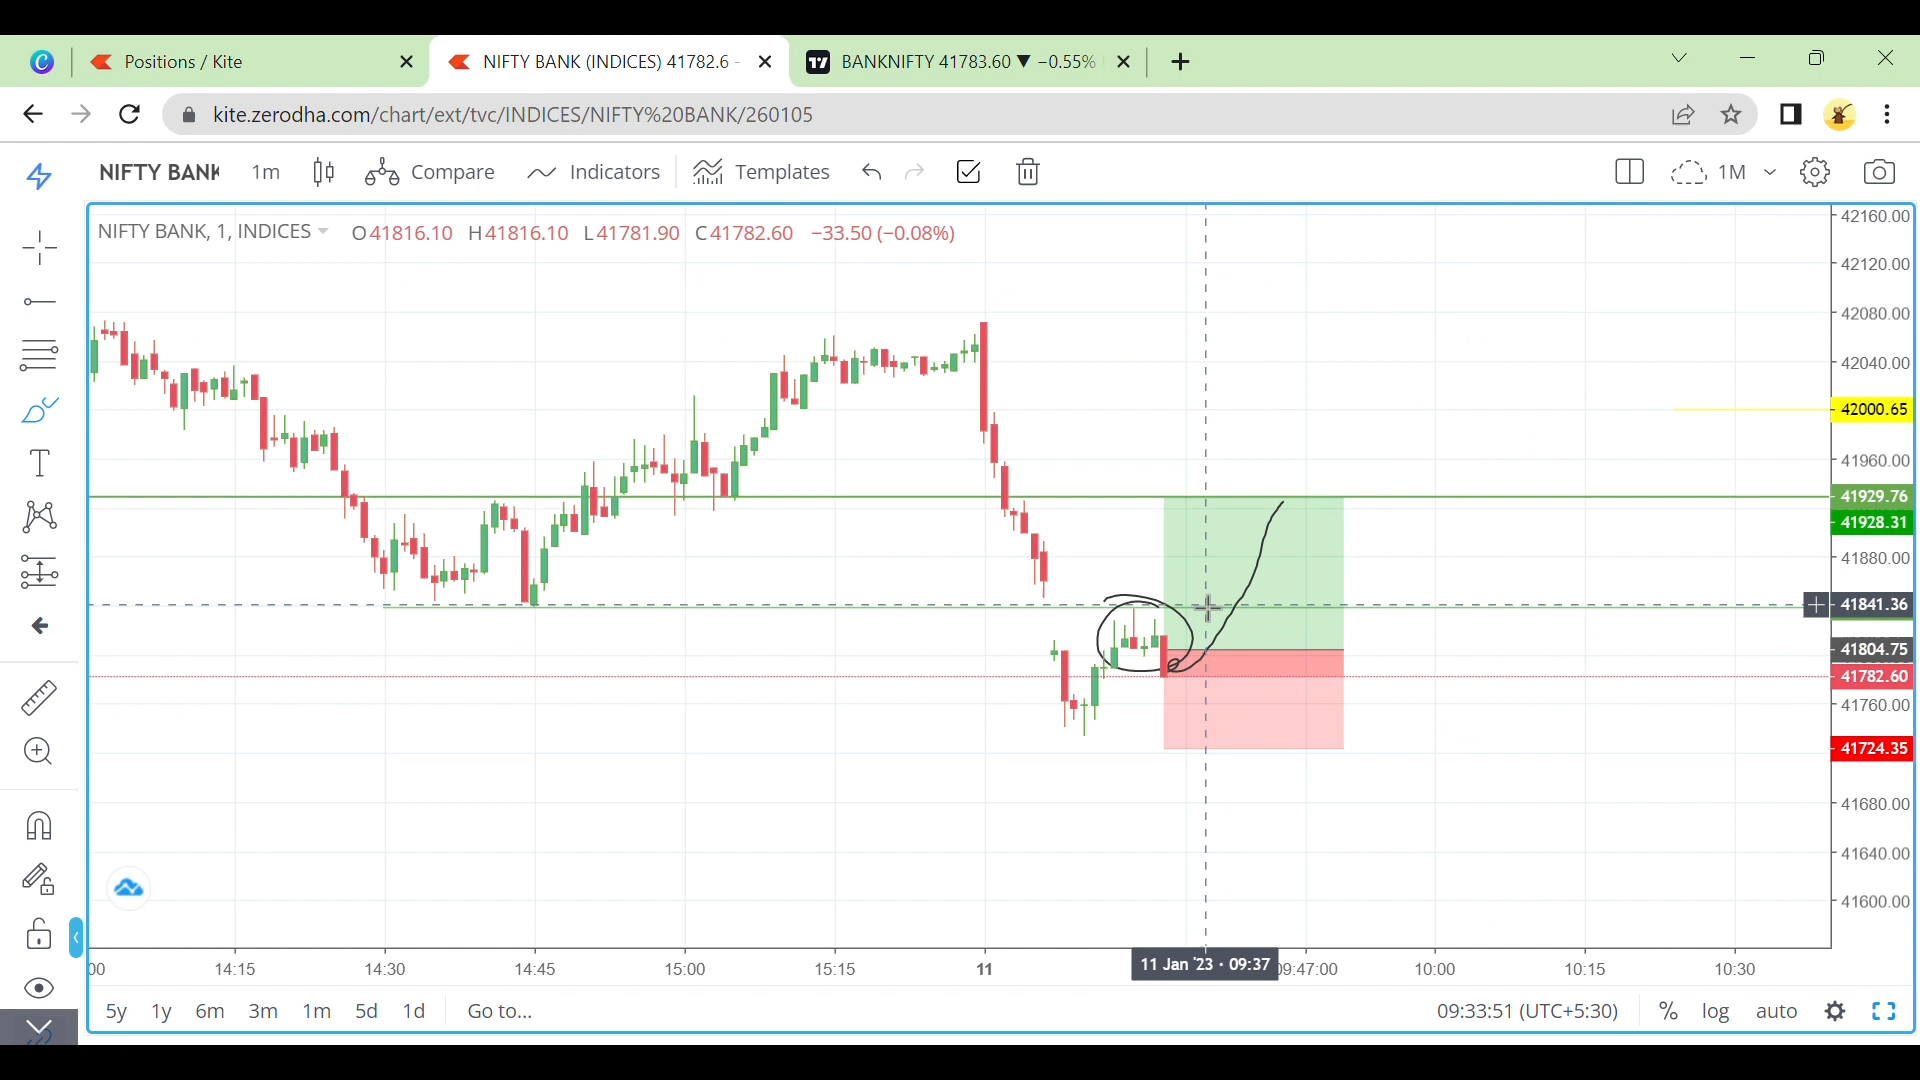 Positions / Kite
NIFTY BANK (INDICES) 41782.6 -
BANKNIFTY 41783.60 ▼ −0.55%
kite.zerodha.com/chart/ext/tvc/INDICES/NIFTY%20BANK/260105
NIFTY BANK 1m Compare Indicators Templates 1M
NIFTY BANK, 1, INDICES O41816.10 H41816.10 L41781.90 C41782.60 −33.50 (−0.08%)
42160.00
42120.00
42080.00
42040.00
42000.65
41960.00
41929.76
41928.31
41880.00
41841.36
41804.75
41782.60
41760.00
41724.35
41680.00
41640.00
41600.00
00 14:15 14:30 14:45 15:00 15:15 11 11 Jan '23 · 09:37 09:47:00 10:00 10:15 10:30
5y 1y 6m 3m 1m 5d 1d Go to... 09:33:51 (UTC+5:30) % log auto